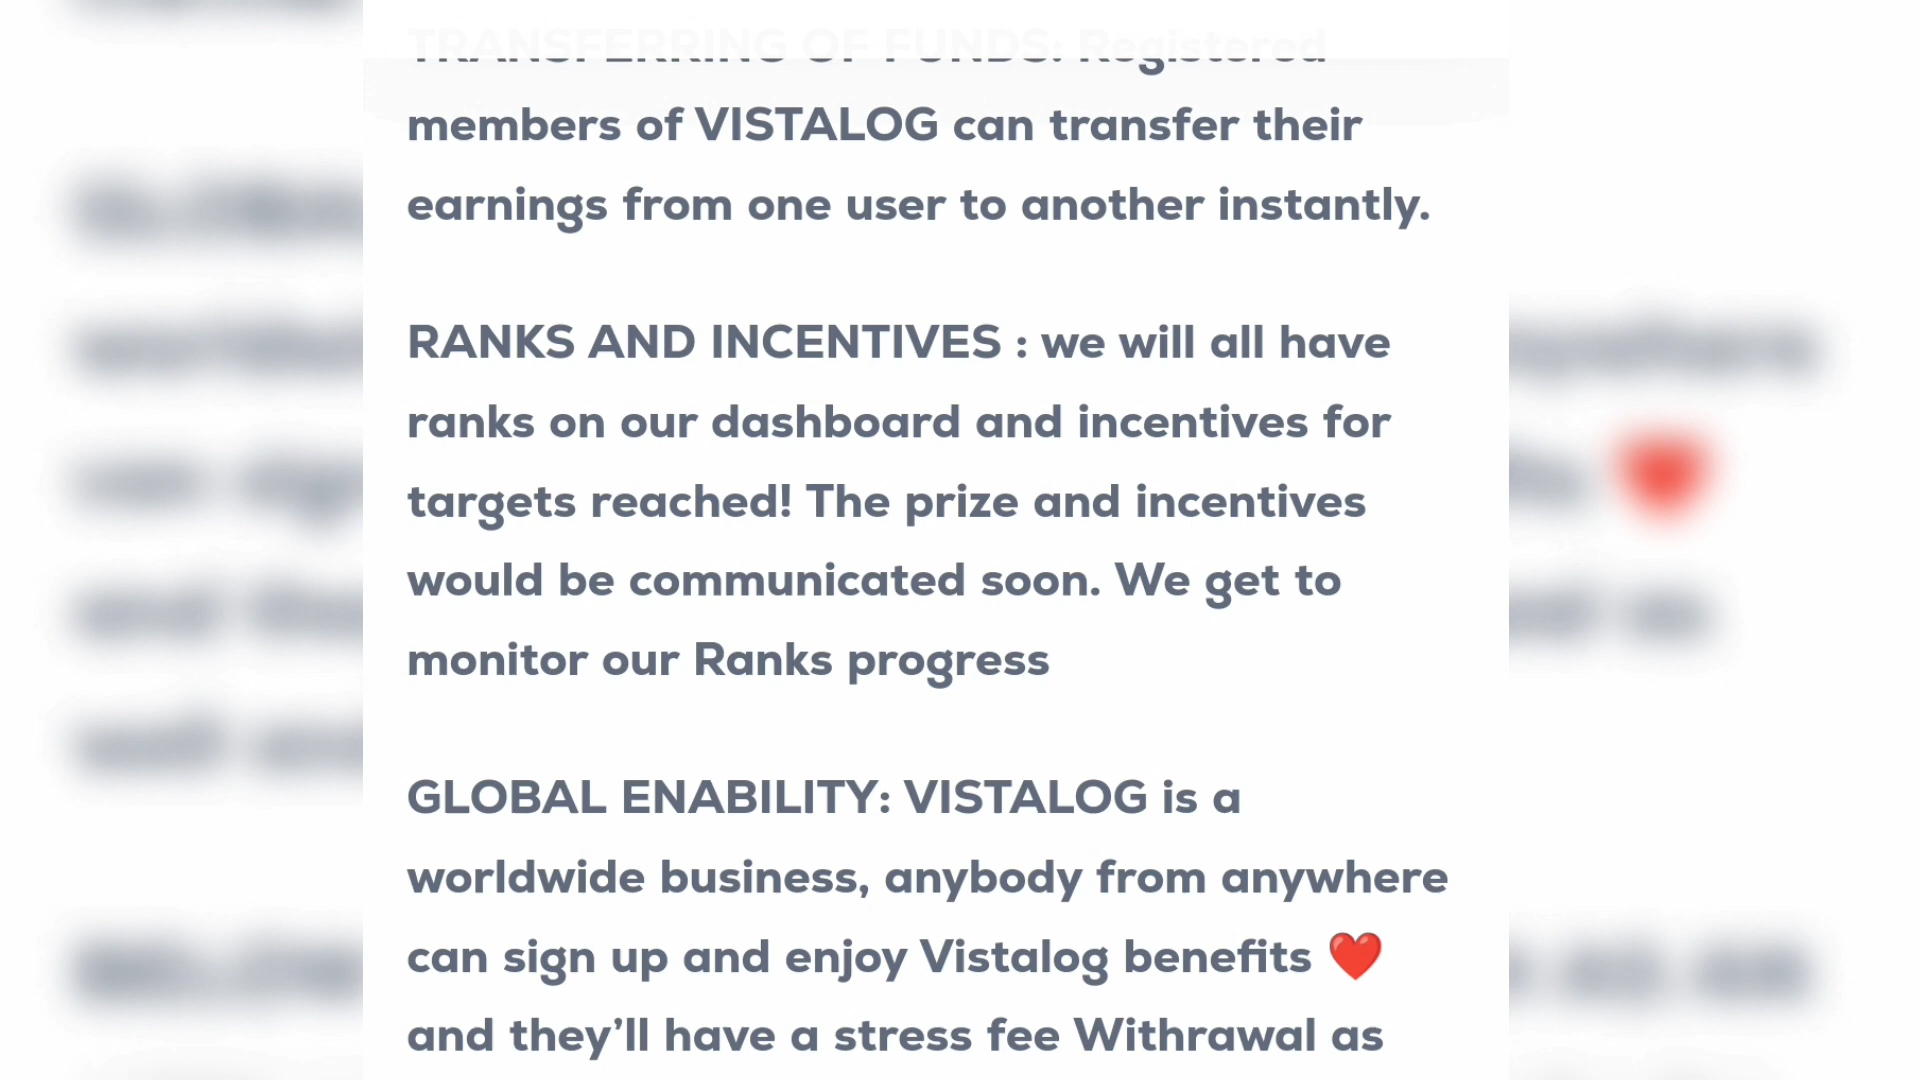 TRANSFERRING OF FUNDS: Registered
members of VISTALOG can transfer their
earnings from one user to another instantly.
RANKS AND INCENTIVES : we will all have
ranks on our dashboard and incentives for
targets reached! The prize and incentives
would be communicated soon. We get to
monitor our Ranks progress
GLOBAL ENABILITY: VISTALOG is a
worldwide business, anybody from anywhere
can sign up and enjoy Vistalog benefits ❤️
and they’ll have a stress fee Withrawal as